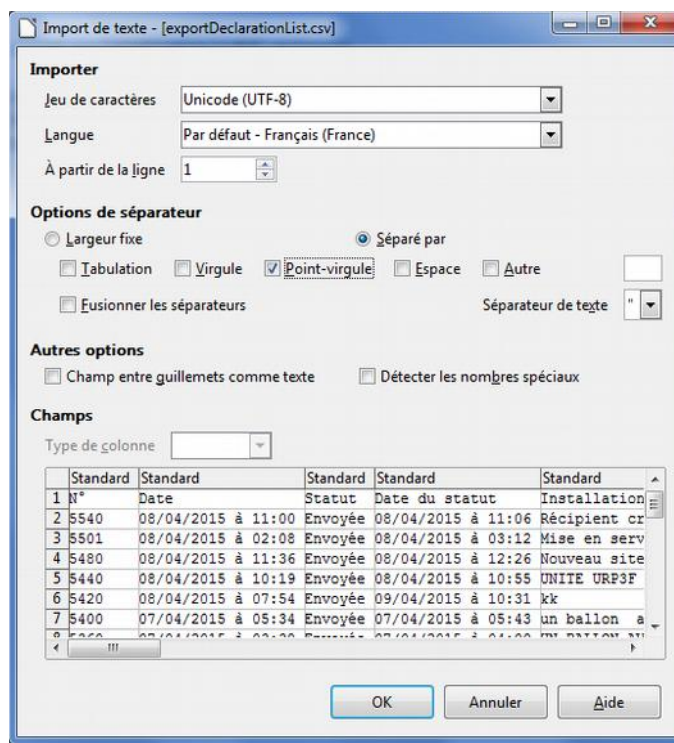 Import de texte - [exportDeclarationList.csv]
Importer
Jeu de caractères Unicode (UTF-8)
Langue Par défaut - Français (France)
À partir de la ligne 1
Options de séparateur
Largeur fixe Séparé par
Tabulation Virgule Point-virgule Espace Autre
Fusionner les séparateurs Séparateur de texte "
Autres options
Champ entre guillemets comme texte Détecter les nombres spéciaux
Champs
Type de colonne
Standard Standard Standard Standard Standard
1 N° Date Statut Date du statut Installation
2 5540 08/04/2015 à 11:00 Envoyée 08/04/2015 à 11:06 Récipient cr
3 5501 08/04/2015 à 02:08 Envoyée 08/04/2015 à 03:12 Mise en serv
4 5480 08/04/2015 à 11:36 Envoyée 08/04/2015 à 12:26 Nouveau site
5 5440 08/04/2015 à 10:19 Envoyée 08/04/2015 à 10:55 UNITE URP3F
6 5420 08/04/2015 à 07:54 Envoyée 09/04/2015 à 10:31 kk
7 5400 07/04/2015 à 05:34 Envoyée 07/04/2015 à 05:43 un ballon a
OK Annuler Aide